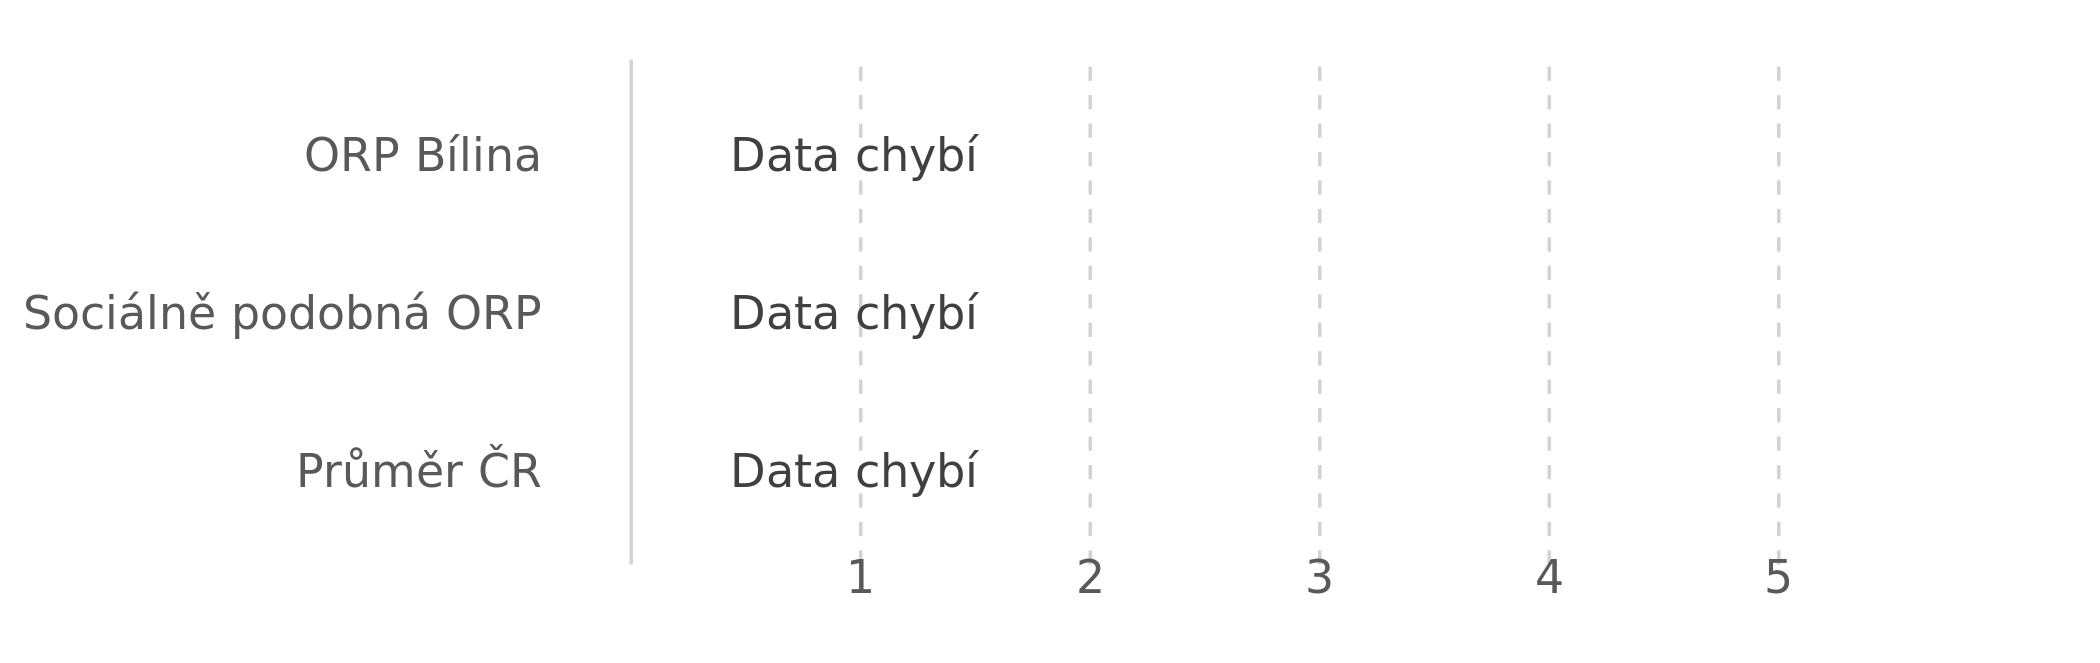 ORP Bílina Data chybí
Sociálně podobná ORP Data chybí
Průměr ČR Data chybí
1 2 3 4 5